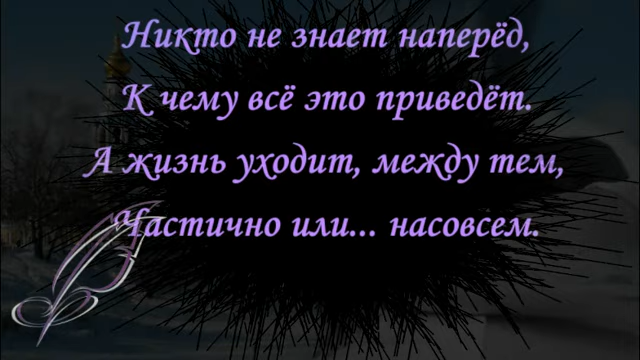 Никто не знает наперёд,
К чему всё это приведёт.
А жизнь уходит, между тем,
Частично или... насовсем.